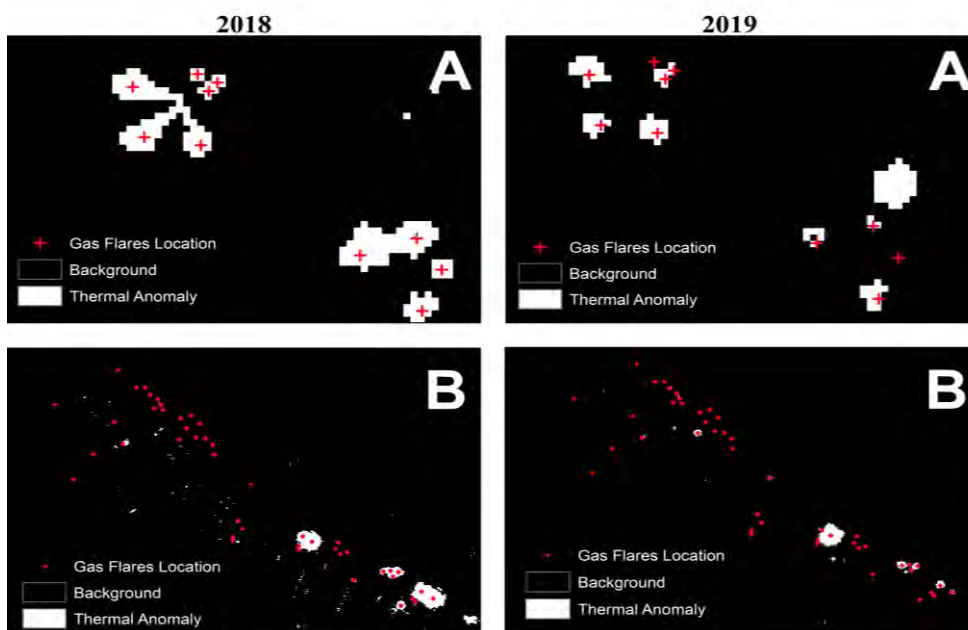 2018
2019
A
Gas Flares Location
Background
Thermal Anomaly
A
Gas Flares Location
Background
Thermal Anomaly
B
Gas Flares Location
Background
Thermal Anomaly
B
Gas Flares Location
Background
Thermal Anomaly